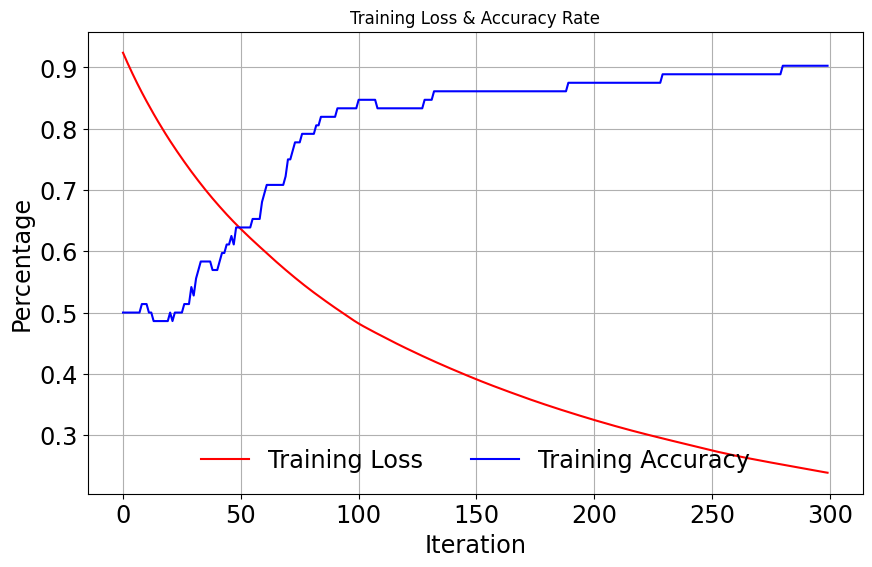 Training Loss & Accuracy Rate
Percentage
0.9
0.8
0.7
0.6
0.5
0.4
0.3
Training Loss
Training Accuracy
0 50 100 150 200 250 300
Iteration